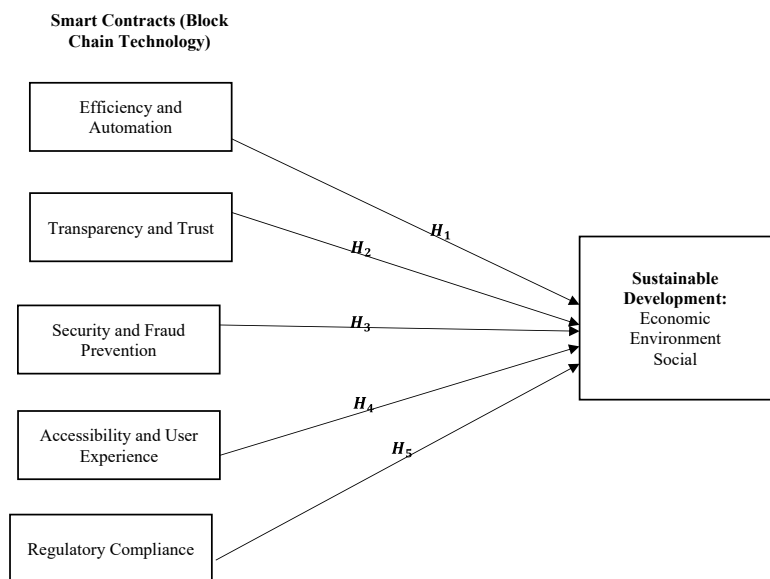 Smart Contracts (Block
Chain Technology)
Efficiency and
Automation
Transparency and Trust
Security and Fraud
Prevention
Accessibility and User
Experience
Regulatory Compliance
H₁
H₂
H₃
H₄
H₅
Sustainable
Development:
Economic
Environment
Social